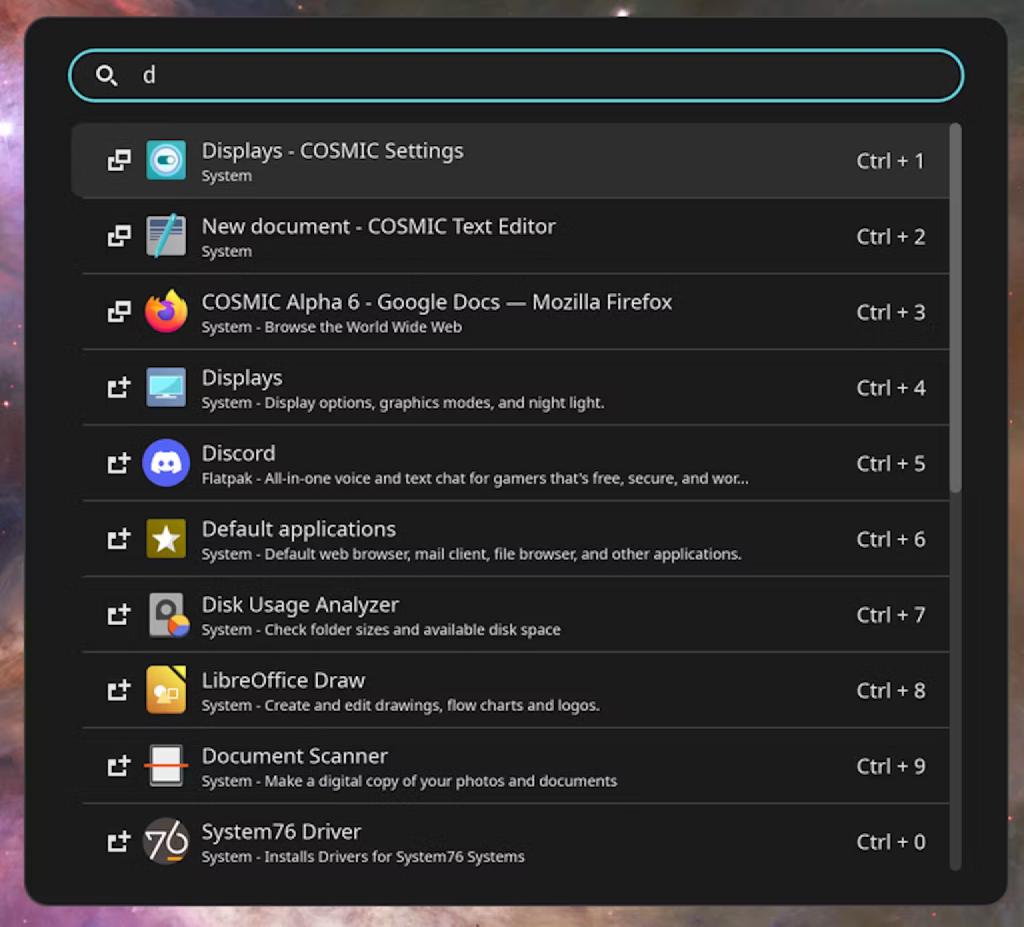 d
Displays - COSMIC Settings
System
Ctrl + 1
New document - COSMIC Text Editor
System
Ctrl + 2
COSMIC Alpha 6 - Google Docs — Mozilla Firefox
System - Browse the World Wide Web
Ctrl + 3
Displays
System - Display options, graphics modes, and night light.
Ctrl + 4
Discord
Flatpak - All-in-one voice and text chat for gamers that's free, secure, and wor...
Ctrl + 5
Default applications
System - Default web browser, mail client, file browser, and other applications.
Ctrl + 6
Disk Usage Analyzer
System - Check folder sizes and available disk space
Ctrl + 7
LibreOffice Draw
System - Create and edit drawings, flow charts and logos.
Ctrl + 8
Document Scanner
System - Make a digital copy of your photos and documents
Ctrl + 9
76
System76 Driver
System - Installs Drivers for System76 Systems
Ctrl + 0